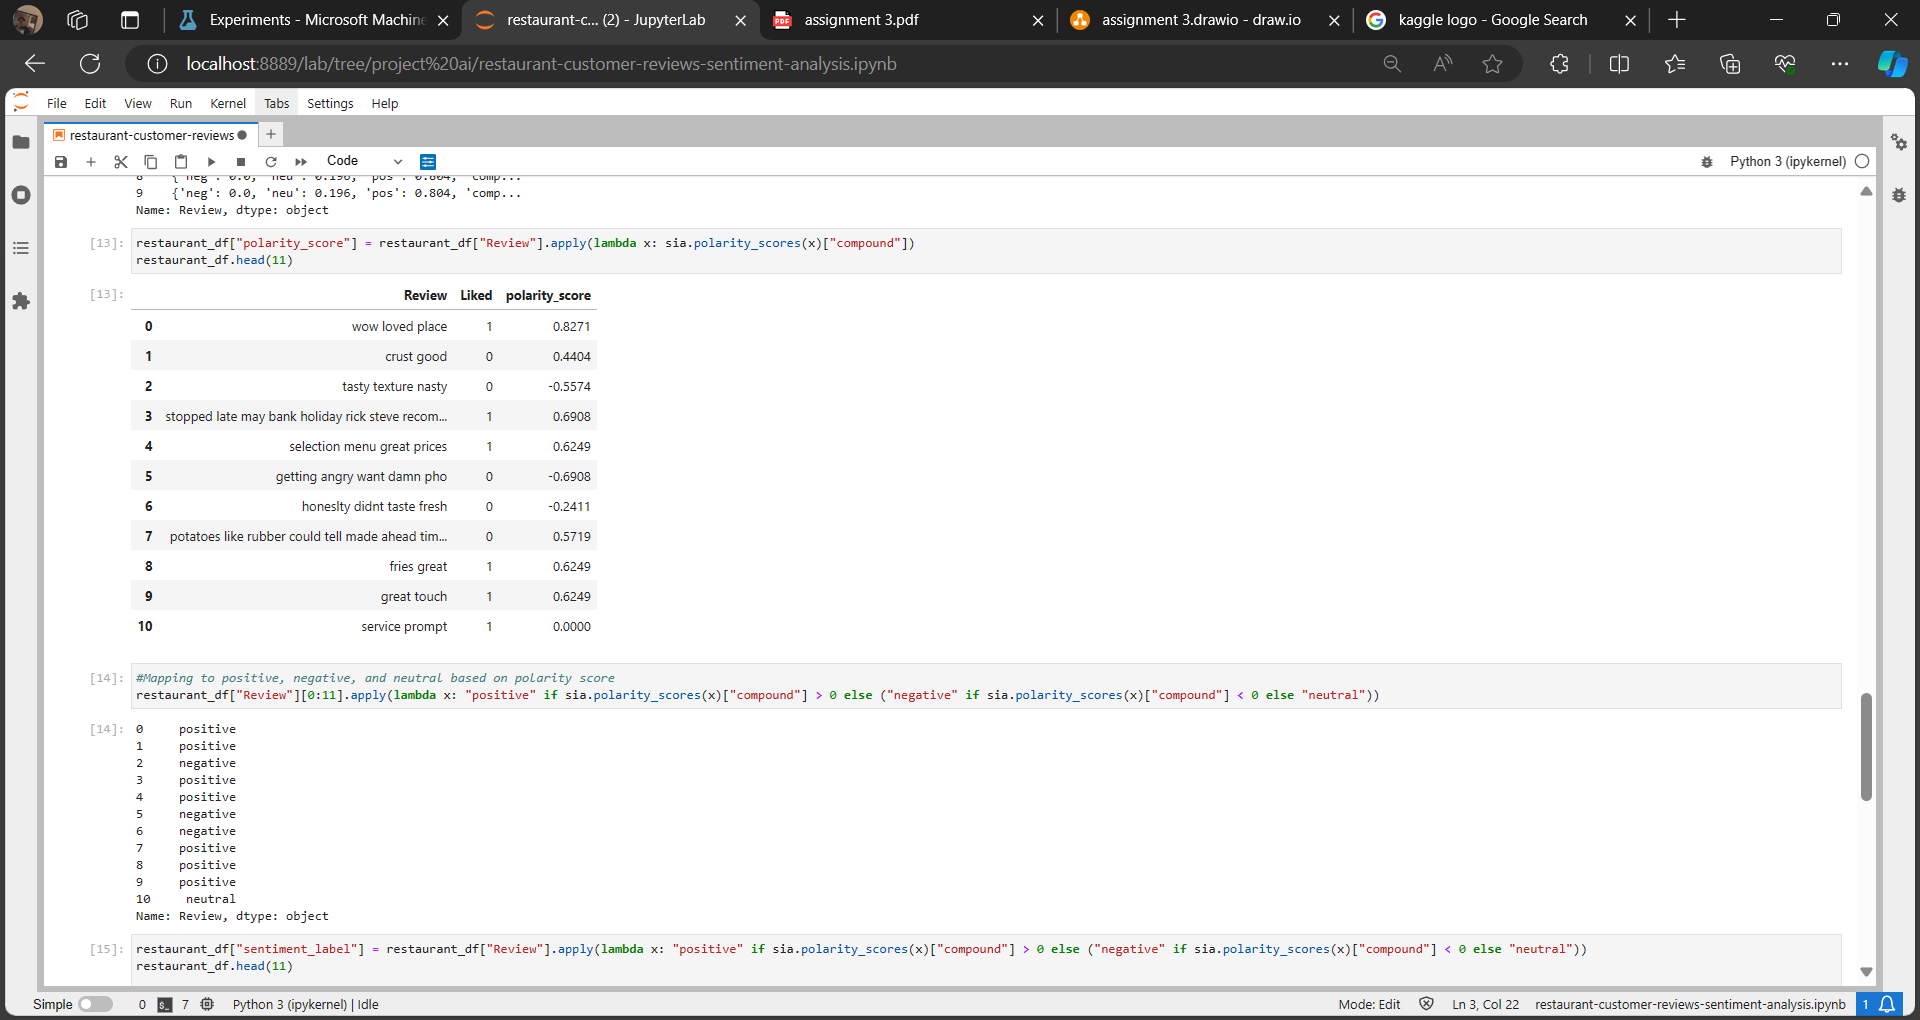 Experiments - Microsoft Machine
restaurant-c... (2) - JupyterLab
assignment 3.pdf
assignment 3.drawio - draw.io
kaggle logo - Google Search
localhost:8889/lab/tree/project%20ai/restaurant-customer-reviews-sentiment-analysis.ipynb
File Edit View Run Kernel Tabs Settings Help
restaurant-customer-reviews
Code
Python 3 (ipykernel)
8 {'neg': 0.0, 'neu': 0.196, 'pos': 0.804, 'comp...
9 {'neg': 0.0, 'neu': 0.196, 'pos': 0.804, 'comp...
Name: Review, dtype: object
[13]: restaurant_df["polarity_score"] = restaurant_df["Review"].apply(lambda x: sia.polarity_scores(x)["compound"])
restaurant_df.head(11)
[13]: Review Liked polarity_score
0 wow loved place 1 0.8271
1 crust good 0 0.4404
2 tasty texture nasty 0 -0.5574
3 stopped late may bank holiday rick steve recom... 1 0.6908
4 selection menu great prices 1 0.6249
5 getting angry want damn pho 0 -0.6908
6 honeslty didnt taste fresh 0 -0.2411
7 potatoes like rubber could tell made ahead tim... 0 0.5719
8 fries great 1 0.6249
9 great touch 1 0.6249
10 service prompt 1 0.0000
[14]: #Mapping to positive, negative, and neutral based on polarity score
restaurant_df["Review"][0:11].apply(lambda x: "positive" if sia.polarity_scores(x)["compound"] > 0 else ("negative" if sia.polarity_scores(x)["compound"] < 0 else "neutral"))
[14]: 0 positive
1 positive
2 negative
3 positive
4 positive
5 negative
6 negative
7 positive
8 positive
9 positive
10 neutral
Name: Review, dtype: object
[15]: restaurant_df["sentiment_label"] = restaurant_df["Review"].apply(lambda x: "positive" if sia.polarity_scores(x)["compound"] > 0 else ("negative" if sia.polarity_scores(x)["compound"] < 0 else "neutral"))
restaurant_df.head(11)
Simple 0 7 Python 3 (ipykernel) | Idle Mode: Edit Ln 3, Col 22 restaurant-customer-reviews-sentiment-analysis.ipynb 1